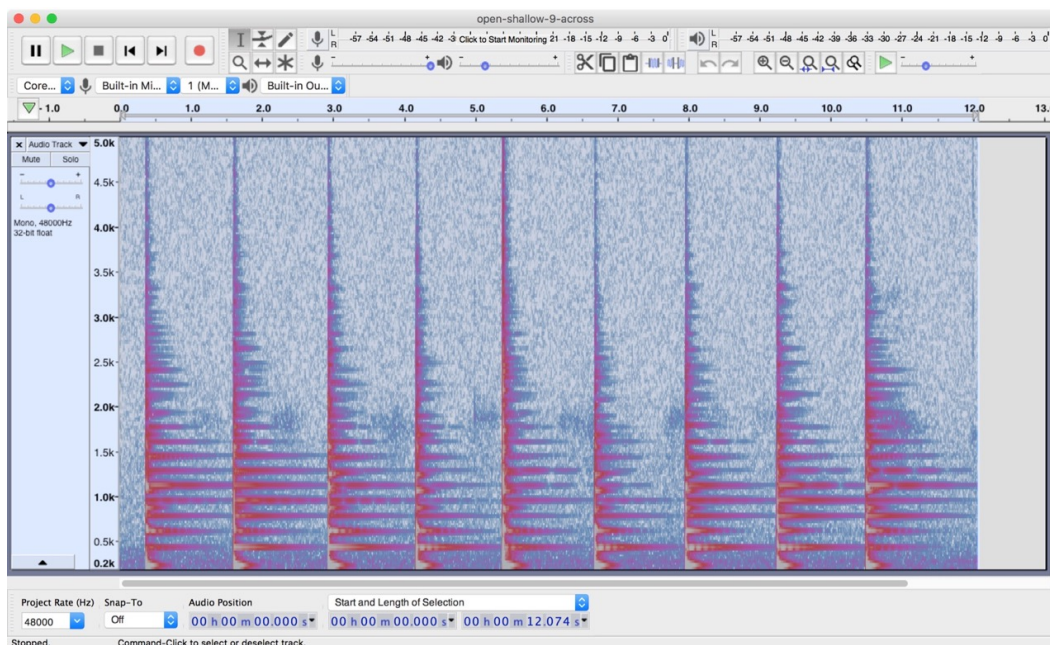 open-shallow-9-across
L R -57 -54 -51 -48 -45 -42 -3 Click to Start Monitoring 21 -18 -15 -12 -9 -6 -3 0
L R -57 -54 -51 -48 -45 -42 -39 -36 -33 -30 -27 -24 -21 -18 -15 -12 -9 -6 -3 0
Core... Built-in Mi... 1 (M... Built-in Ou...
- 1.0 0.0 1.0 2.0 3.0 4.0 5.0 6.0 7.0 8.0 9.0 10.0 11.0 12.0 13.
x Audio Track
Mute Solo
- +
L R
Mono, 48000Hz
32-bit float
5.0k
4.5k-
4.0k-
3.5k-
3.0k-
2.5k-
2.0k-
1.5k-
1.0k-
0.5k-
0.2k
Project Rate (Hz) Snap-To Audio Position Start and Length of Selection
48000 Off 00 h 00 m 00.000 s 00 h 00 m 00.000 s 00 h 00 m 12.074 s
Stopped. Command-Click to select or deselect track.